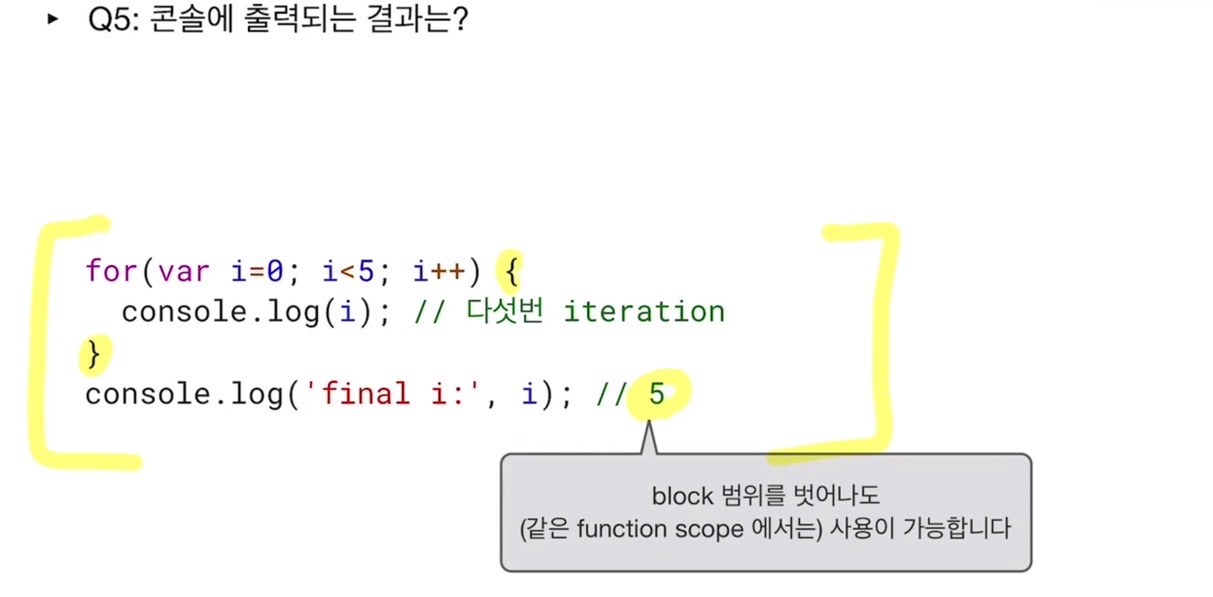 ▸ Q5: 콘솔에 출력되는 결과는?
for(var i=0; i<5; i++) {
  console.log(i); // 다섯번 iteration
}
console.log('final i:', i); // 5
block 범위를 벗어나도
(같은 function scope 에서는) 사용이 가능합니다